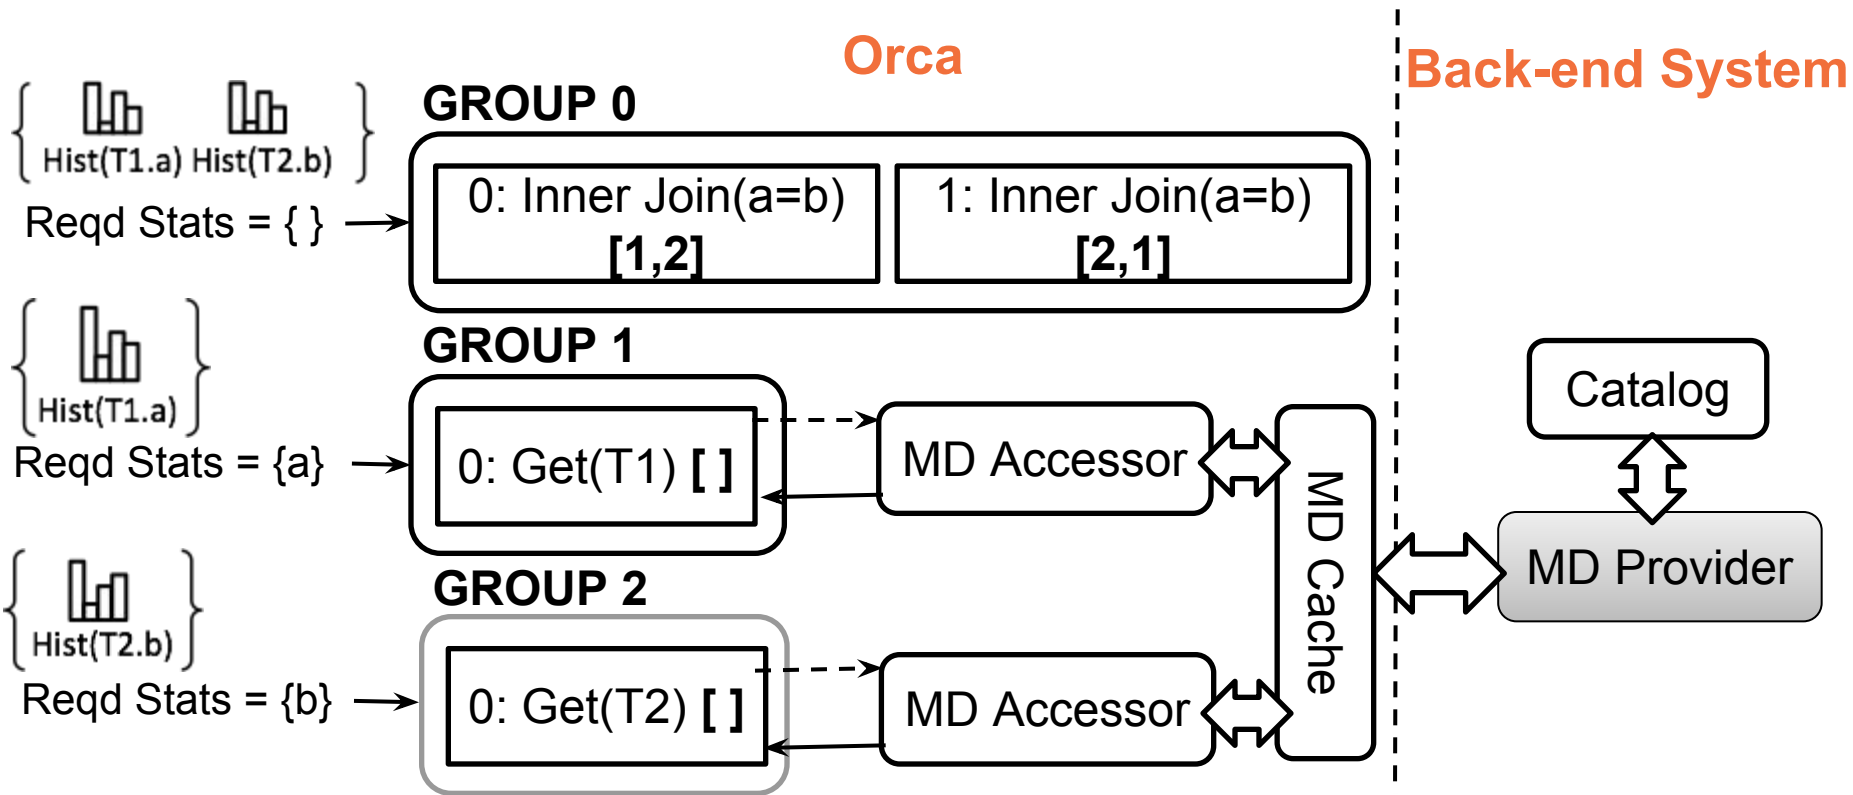 Orca
Back-end System
GROUP 0
Hist(T1.a) Hist(T2.b)
Reqd Stats = { }
0: Inner Join(a=b)
[1,2]
1: Inner Join(a=b)
[2,1]
GROUP 1
Hist(T1.a)
Reqd Stats = {a}
0: Get(T1) [ ]
MD Accessor
MD Cache
Catalog
MD Provider
GROUP 2
Hist(T2.b)
Reqd Stats = {b}
0: Get(T2) [ ]
MD Accessor